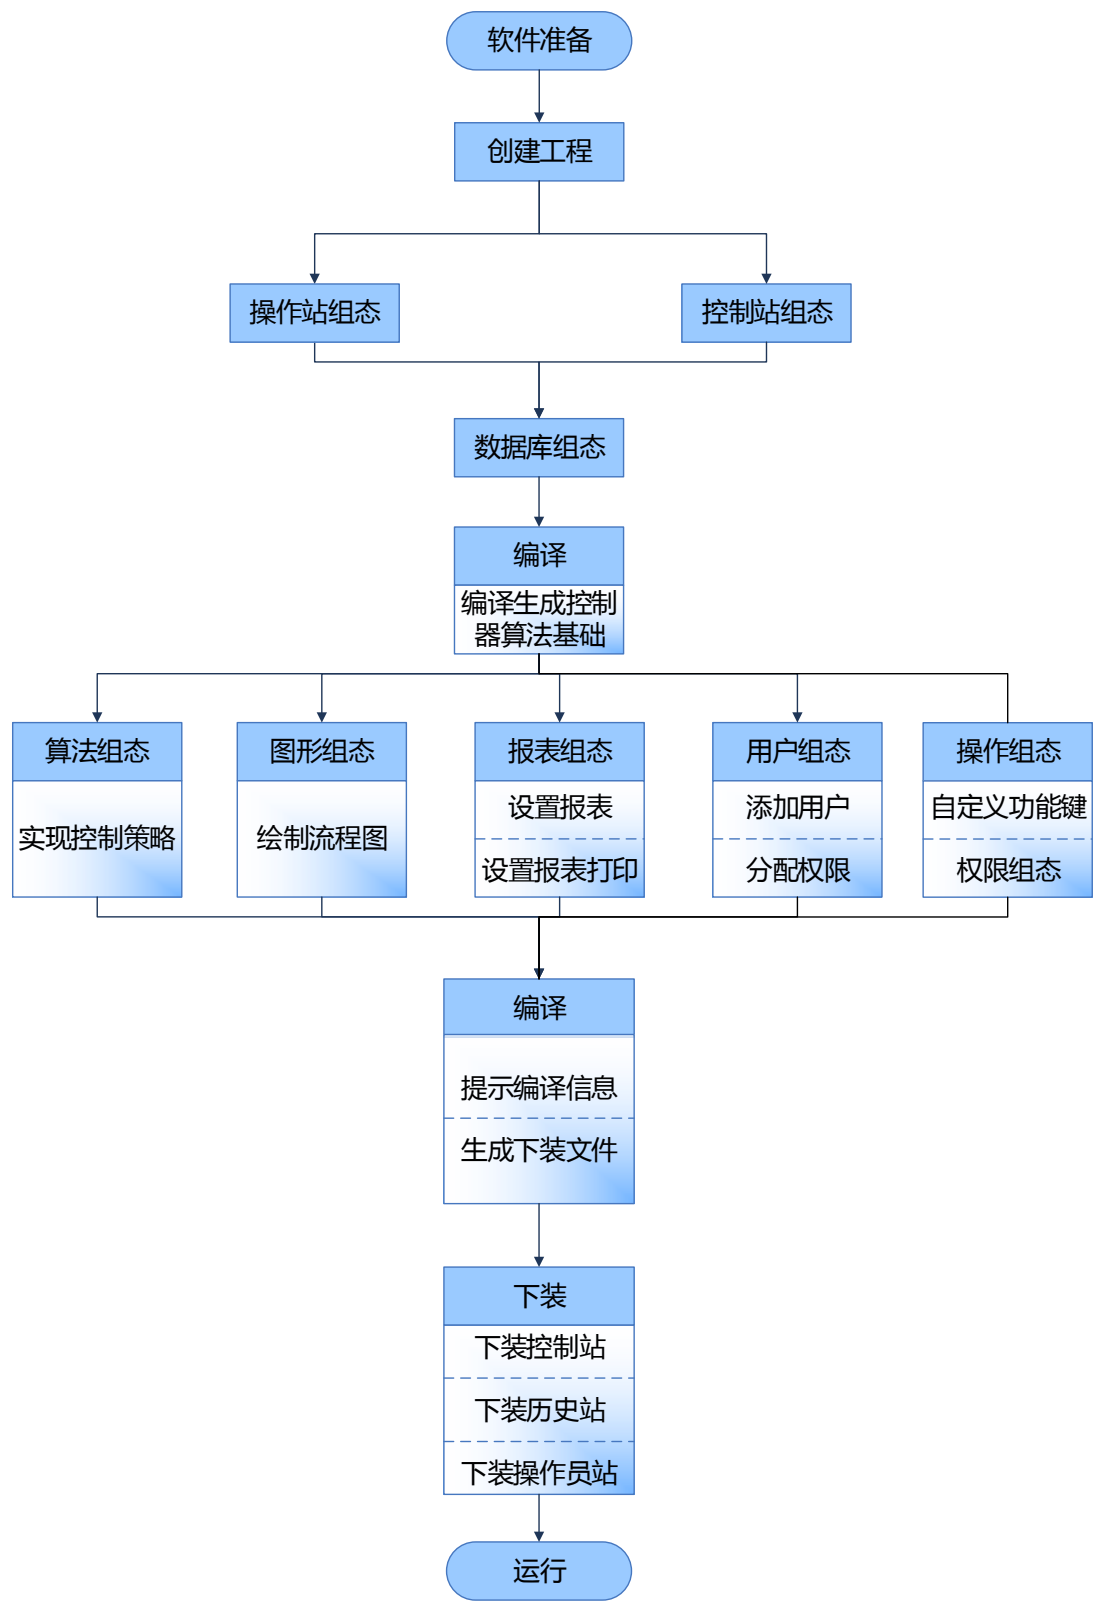 软件准备
创建工程
操作站组态
控制站组态
数据库组态
编译
编译生成控制
器算法基础
算法组态
实现控制策略
图形组态
绘制流程图
报表组态
设置报表
设置报表打印
用户组态
添加用户
分配权限
操作组态
自定义功能键
权限组态
编译
提示编译信息
生成下装文件
下装
下装控制站
下装历史站
下装操作员站
运行